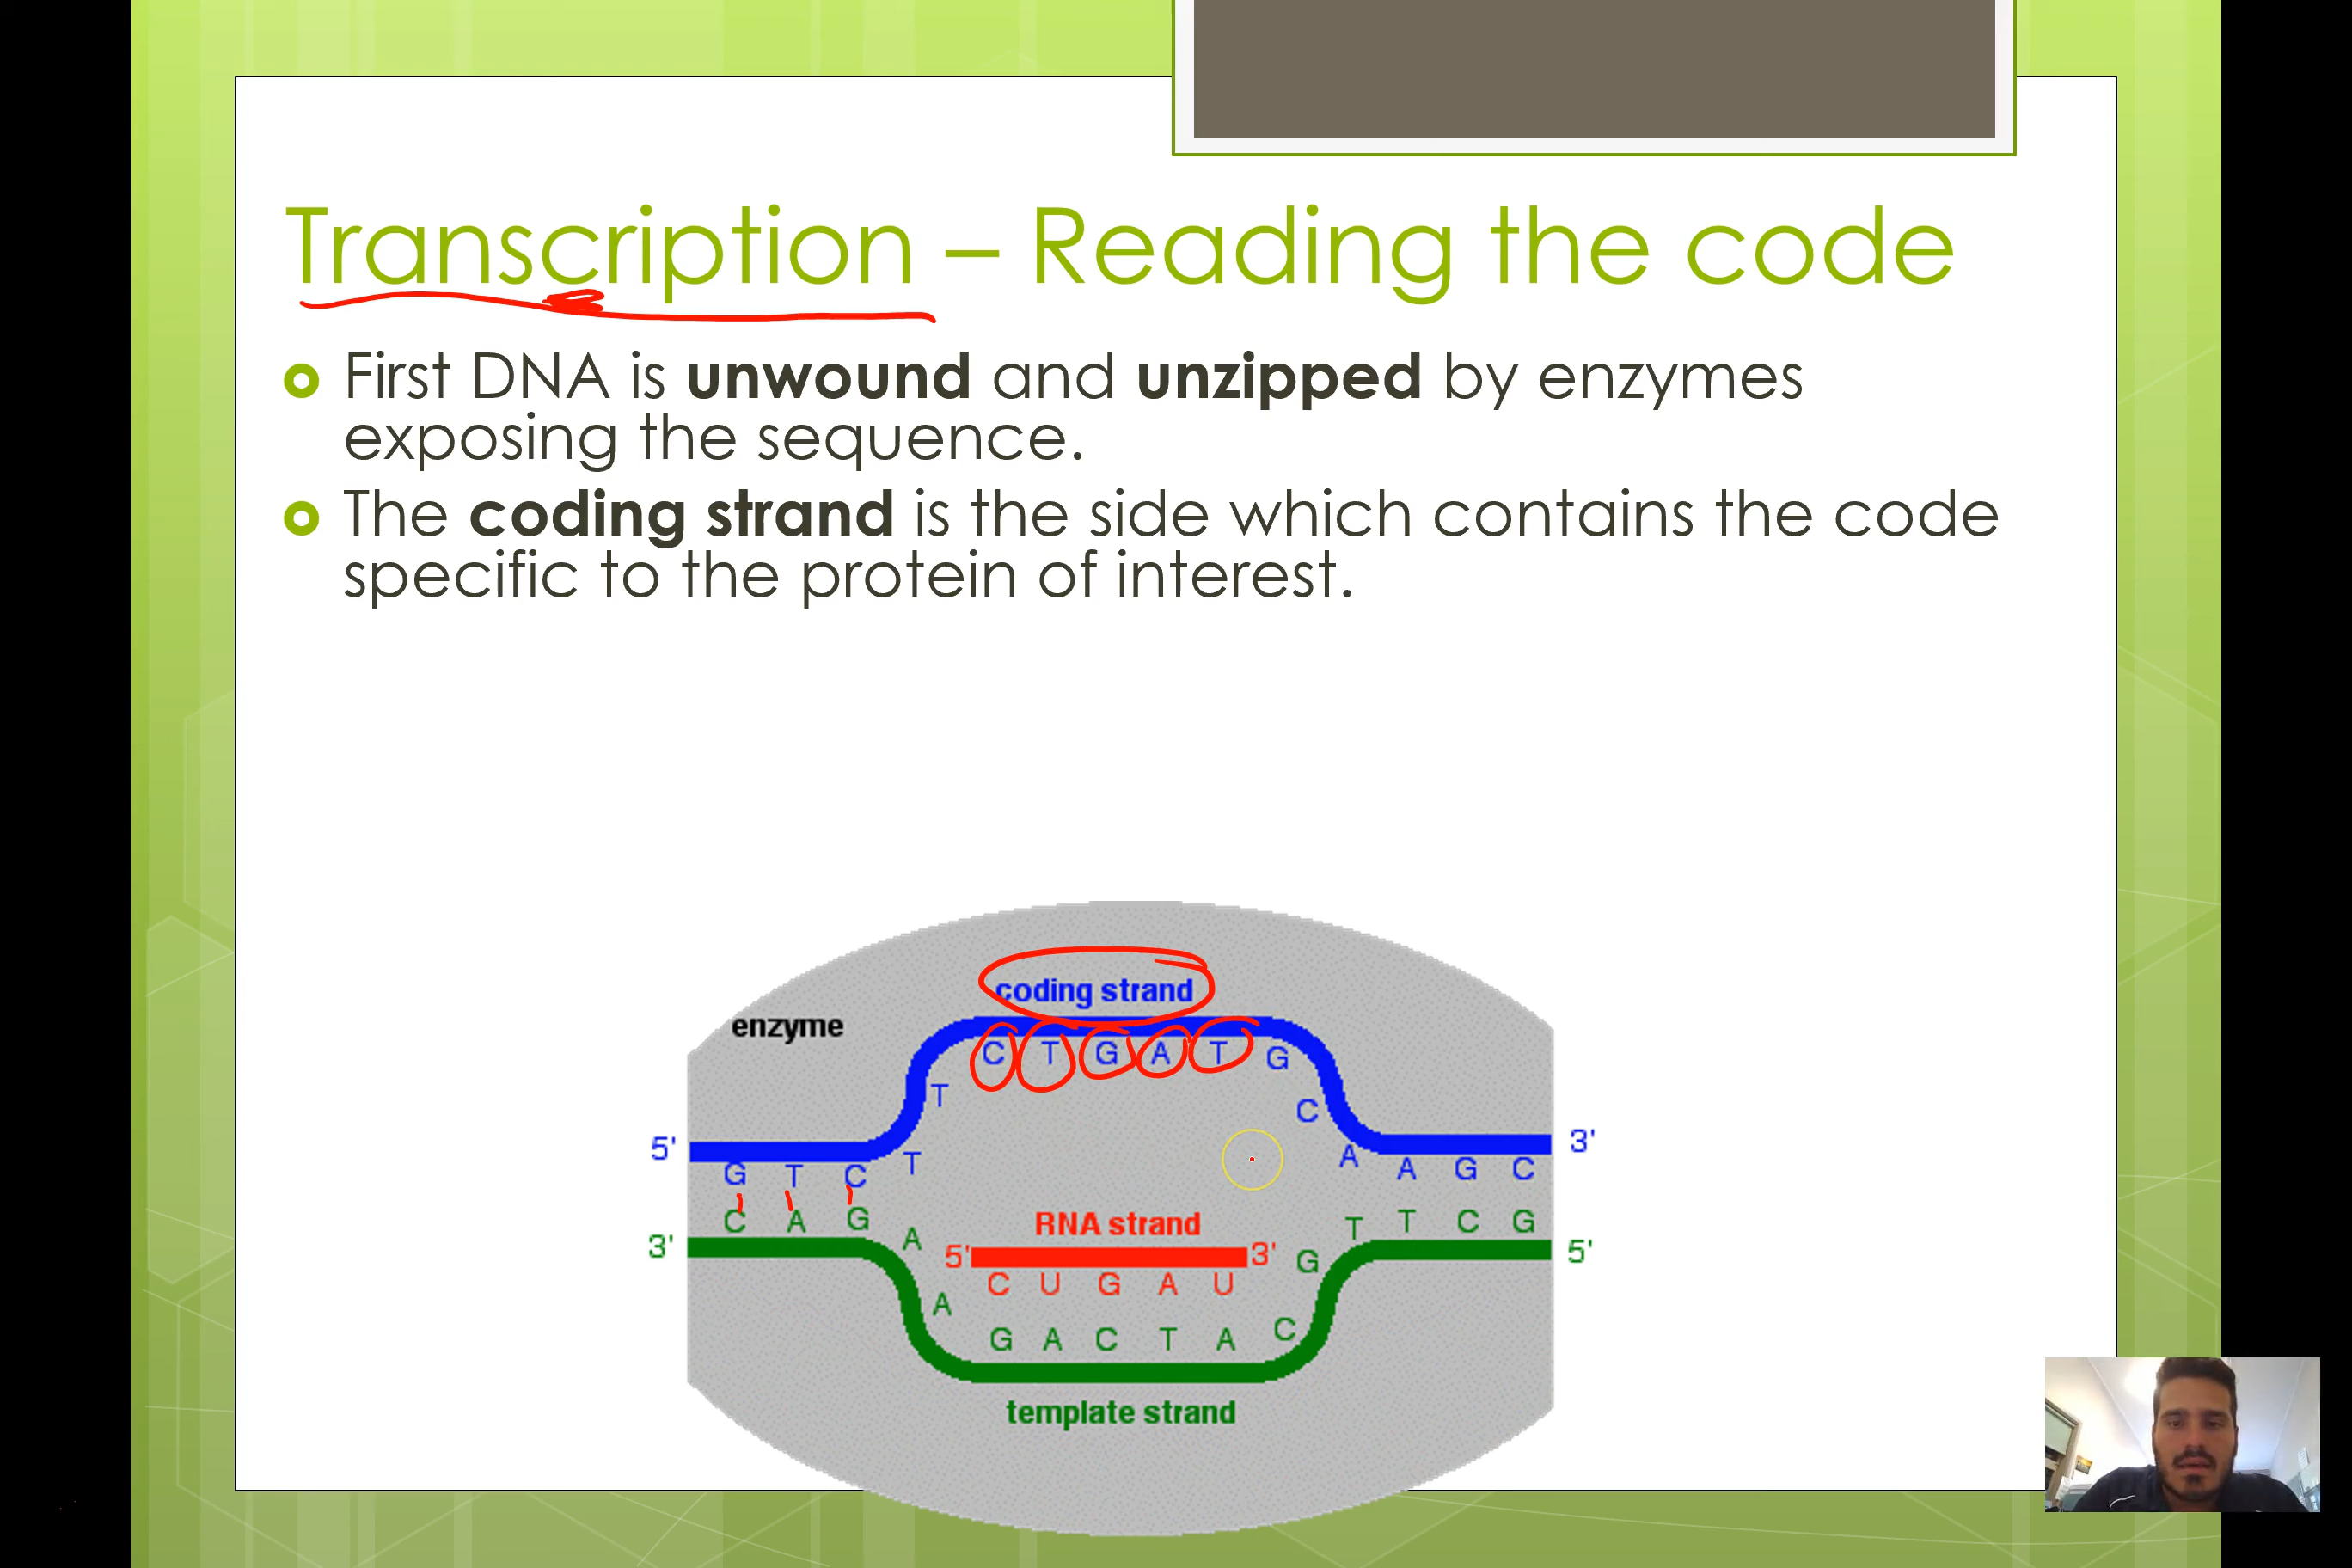 Transcription – Reading the code
First DNA is unwound and unzipped by enzymes
exposing the sequence.
The coding strand is the side which contains the code
specific to the protein of interest.
coding strand
enzyme
C T G A T G
T C
5' 3'
G T C T A A G C
C A G A T T C G
RNA strand
3' 5' 3' G 5'
A C U G A U
G A C T A C
template strand